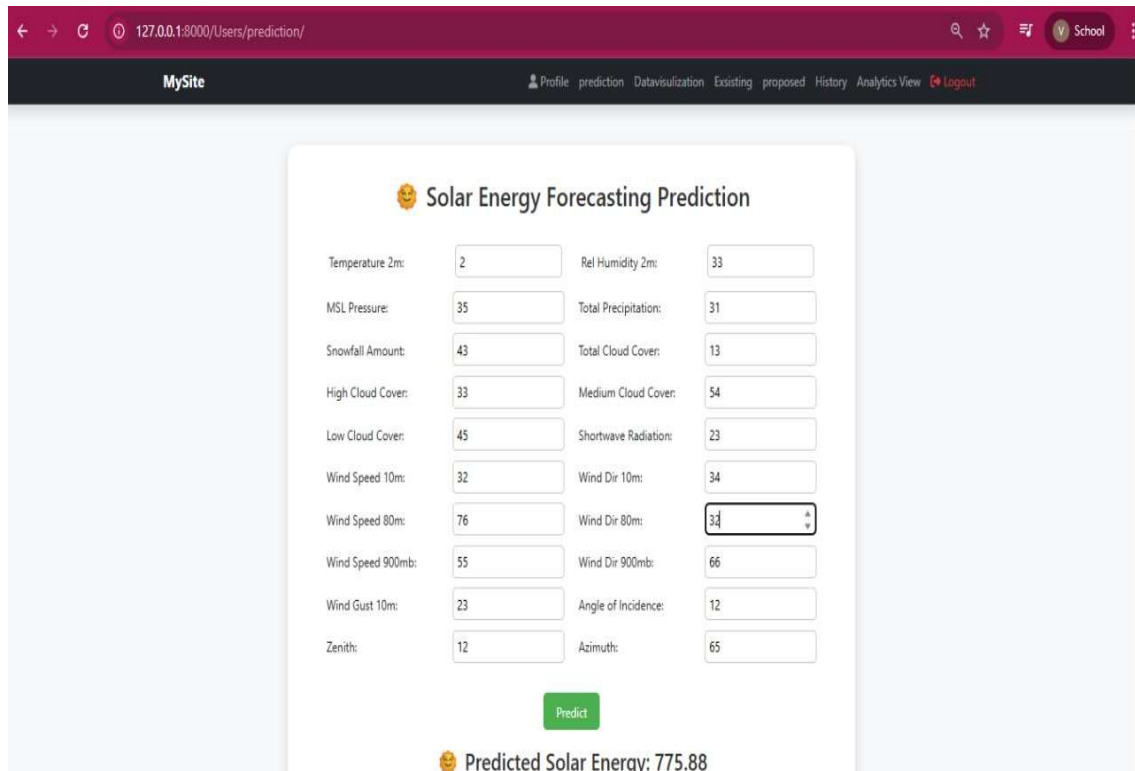 127.0.0.1:8000/Users/prediction/ V School
MySite Profile prediction Datavisulization Exsisting proposed History Analytics View Logout
Solar Energy Forecasting Prediction
Temperature 2m: 2 Rel Humidity 2m: 33
MSL Pressure: 35 Total Precipitation: 31
Snowfall Amount: 43 Total Cloud Cover: 13
High Cloud Cover: 33 Medium Cloud Cover: 54
Low Cloud Cover: 45 Shortwave Radiation: 23
Wind Speed 10m: 32 Wind Dir 10m: 34
Wind Speed 80m: 76 Wind Dir 80m: 32
Wind Speed 900mb: 55 Wind Dir 900mb: 66
Wind Gust 10m: 23 Angle of Incidence: 12
Zenith: 12 Azimuth: 65
Predict
Predicted Solar Energy: 775.88